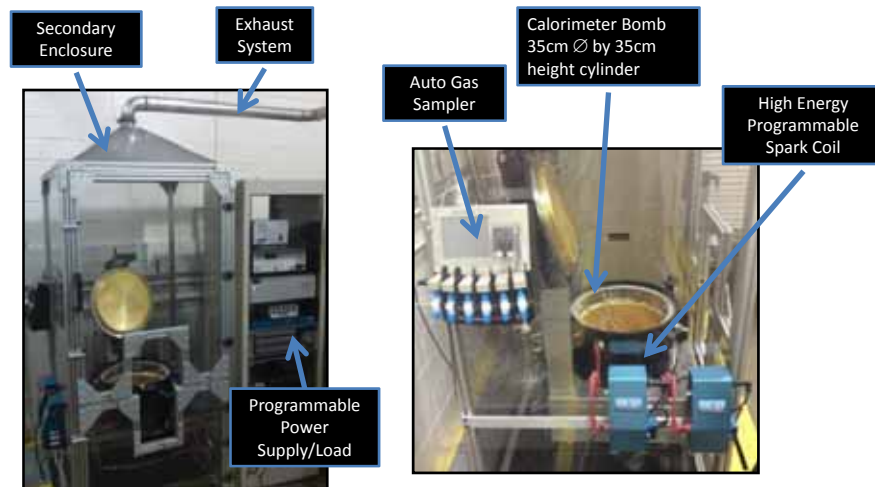 Secondary
Enclosure
Exhaust
System
Programmable
Power
Supply/Load
Auto Gas
Sampler
Calorimeter Bomb
35cm ∅ by 35cm
height cylinder
High Energy
Programmable
Spark Coil